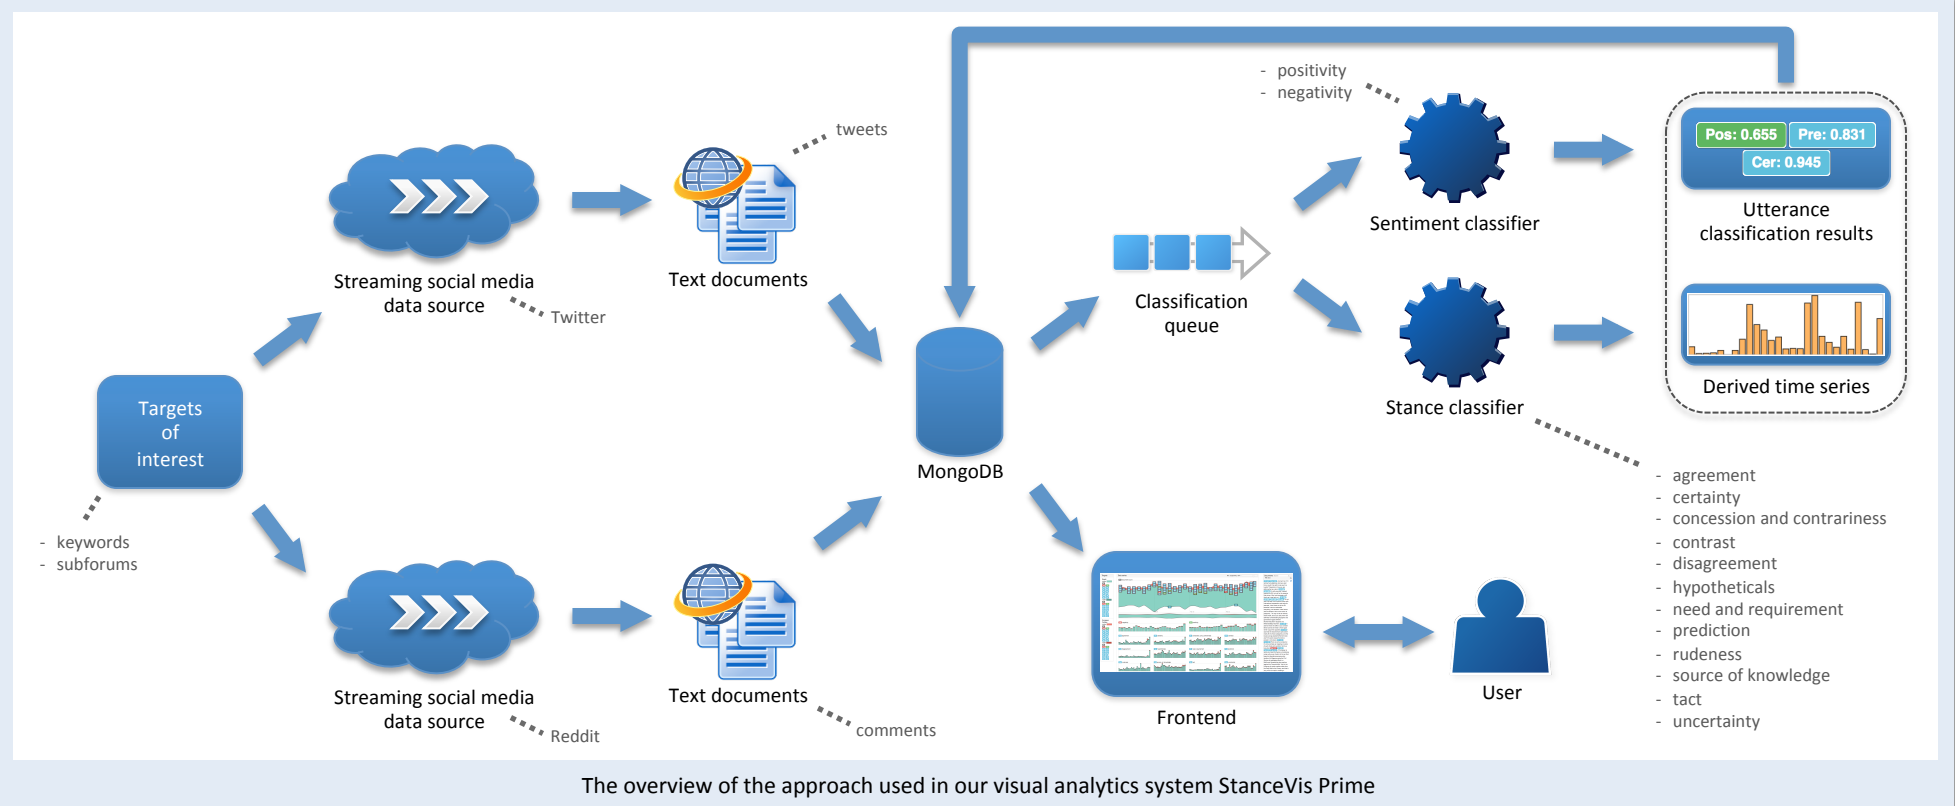 Targets
of
interest
- keywords
- subforums
Streaming social media
data source
Twitter
tweets
Text documents
Streaming social media
data source
Reddit
Text documents
comments
MongoDB
Classification
queue
- positivity
- negativity
Sentiment classifier
Stance classifier
Pos: 0.655 Pre: 0.831
Cer: 0.945
Utterance
classification results
Derived time series
- agreement
- certainty
- concession and contrariness
- contrast
- disagreement
- hypotheticals
- need and requirement
- prediction
- rudeness
- source of knowledge
- tact
- uncertainty
Frontend
User
The overview of the approach used in our visual analytics system StanceVis Prime